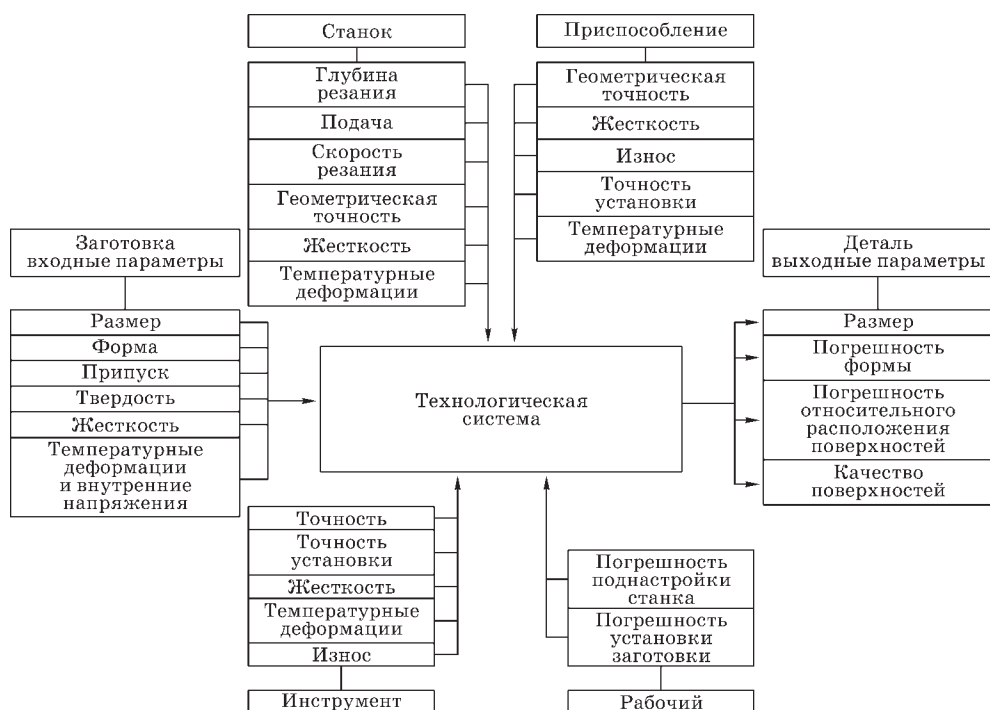 Станок
Глубина
резания
Подача
Скорость
резания
Геометрическая
точность
Жесткость
Температурные
деформации
Приспособление
Геометрическая
точность
Жесткость
Износ
Точность
установки
Температурные
деформации
Заготовка
входные параметры
Размер
Форма
Припуск
Твердость
Жесткость
Температурные
деформации
и внутренние
напряжения
Технологическая
система
Деталь
выходные параметры
Размер
Погрешность
формы
Погрешность
относительного
расположения
поверхностей
Качество
поверхностей
Точность
Точность
установки
Жесткость
Температурные
деформации
Износ
Инструмент
Погрешность
поднастройки
станка
Погрешность
установки
заготовки
Рабочий